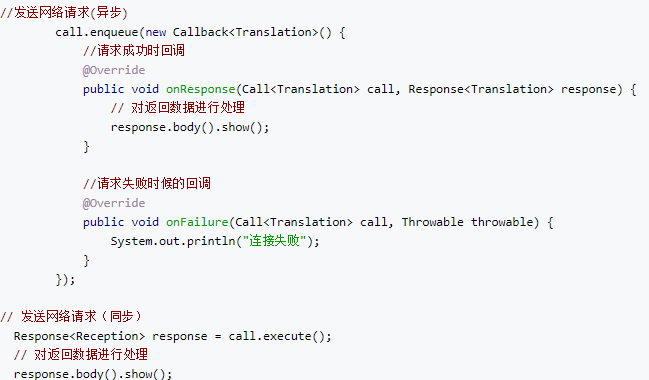 //发送网络请求(异步)
        call.enqueue(new Callback<Translation>() {
            //请求成功时回调
            @Override
            public void onResponse(Call<Translation> call, Response<Translation> response) {
                // 对返回数据进行处理
                response.body().show();
            }

            //请求失败时候的回调
            @Override
            public void onFailure(Call<Translation> call, Throwable throwable) {
                System.out.println("连接失败");
            }
        });

// 发送网络请求（同步）
  Response<Reception> response = call.execute();
  // 对返回数据进行处理
  response.body().show();